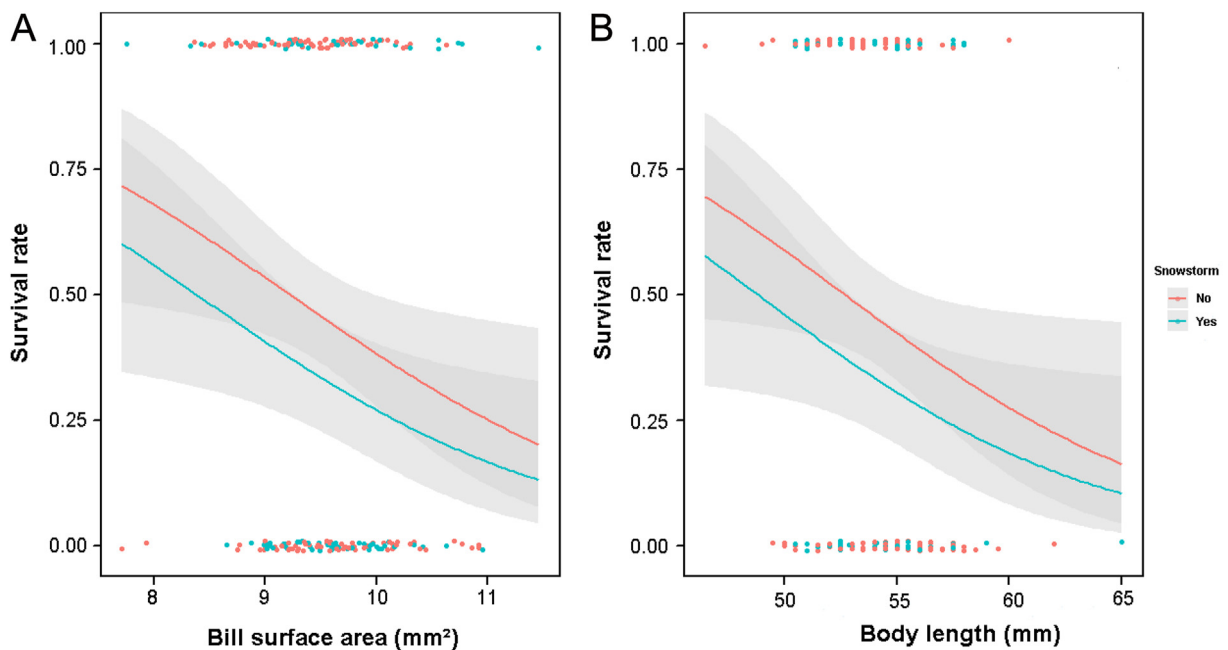 A
B
1.00
0.75
0.50
0.25
0.00
Survival rate
8 9 10 11
Bill surface area (mm²)
1.00
0.75
0.50
0.25
0.00
Survival rate
50 55 60 65
Body length (mm)
Snowstorm
No
Yes